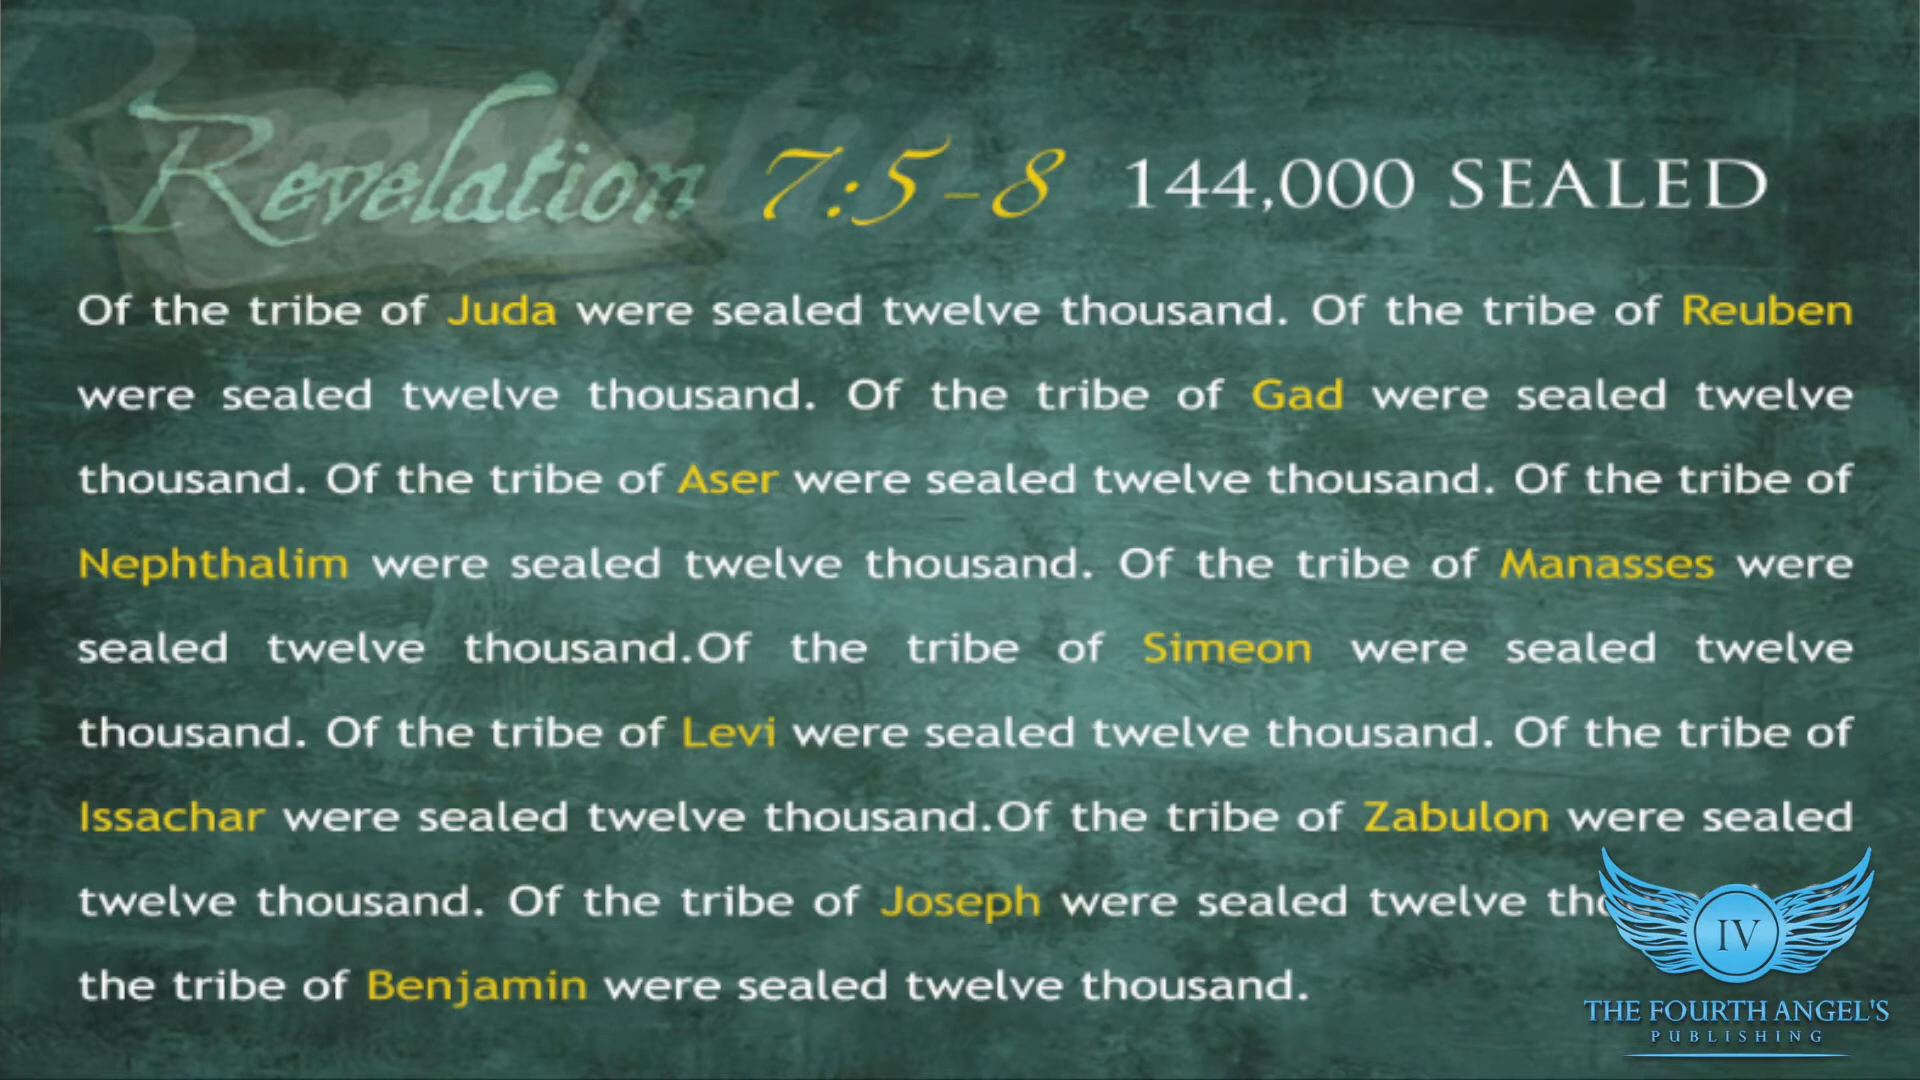 Revelation 7:5-8 144,000 SEALED
Of the tribe of Juda were sealed twelve thousand. Of the tribe of Reuben
were sealed twelve thousand. Of the tribe of Gad were sealed twelve
thousand. Of the tribe of Aser were sealed twelve thousand. Of the tribe of
Nephthalim were sealed twelve thousand. Of the tribe of Manasses were
sealed twelve thousand.Of the tribe of Simeon were sealed twelve
thousand. Of the tribe of Levi were sealed twelve thousand. Of the tribe of
Issachar were sealed twelve thousand.Of the tribe of Zabulon were sealed
twelve thousand. Of the tribe of Joseph were sealed twelve
the tribe of Benjamin were sealed twelve thousand.
IV
THE FOURTH ANGEL'S
PUBLISHING